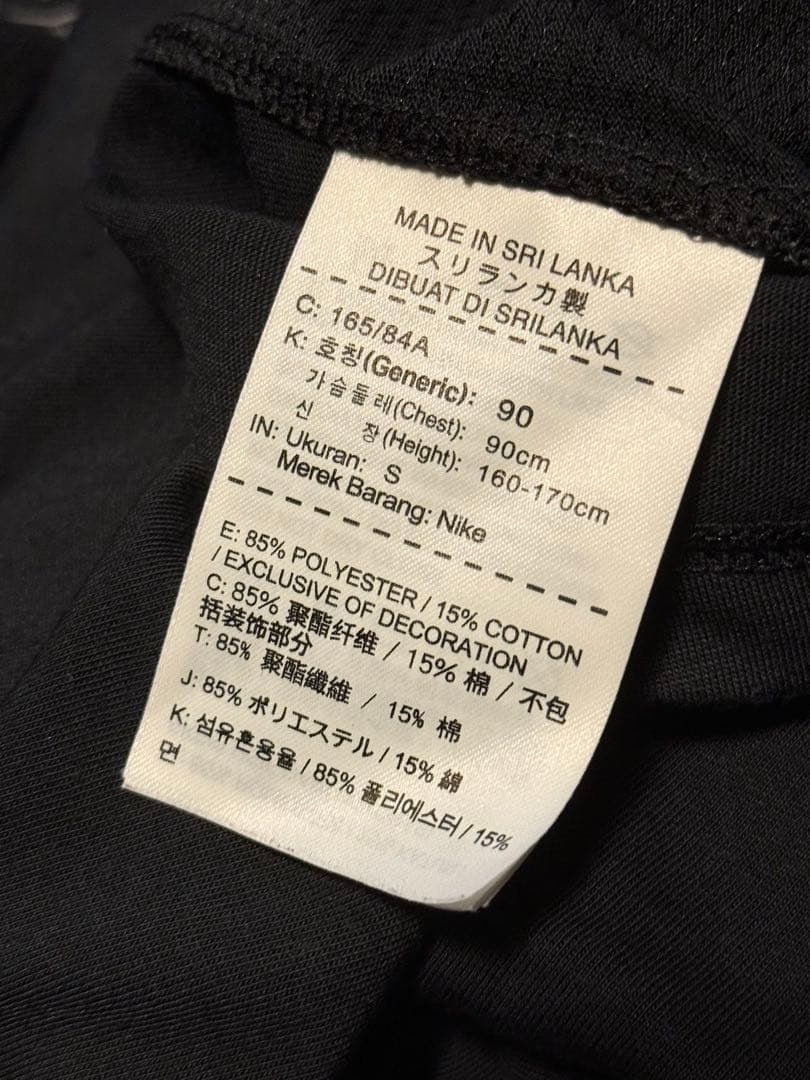 MADE IN SRI LANKA
スリランカ製
DIBUAT DI SRILANKA
C: 165/84A
K: 호칭(Generic): 90
가슴둘레(Chest): 90cm
신 장(Height): 160-170cm
IN: Ukuran: S
Merek Barang: Nike
E: 85% POLYESTER / 15% COTTON
/ EXCLUSIVE OF DECORATION
C: 85% 聚酯纤维 / 15% 棉 / 不包
括装饰部分
T: 85% 聚酯纖維 / 15% 棉
J: 85% ポリエステル / 15% 綿
K: 섬유혼용율 / 85% 폴리에스터 / 15%
면